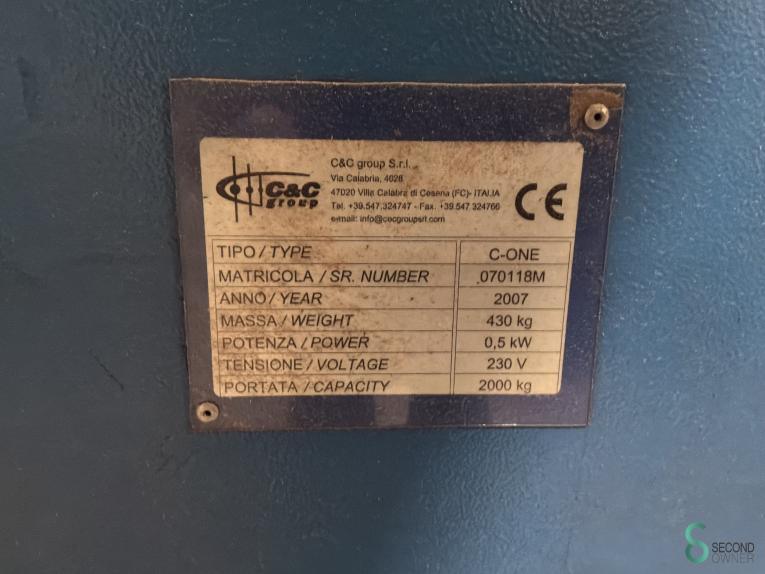 C&C
group
C&C group S.r.l.
Via Calabria, 4028
47020 Villa Calabra di Cesena (FC)- ITALIA
Tel. +39.547.324747 - Fax. +39.547 324766
e-mail: info@cecgroupsrl.com
CE
TIPO / TYPE C-ONE
MATRICOLA / SR. NUMBER 070118M
ANNO / YEAR 2007
MASSA / WEIGHT 430 kg
POTENZA / POWER 0,5 kW
TENSIONE / VOLTAGE 230 V
PORTATA / CAPACITY 2000 kg
SECOND
OWNER